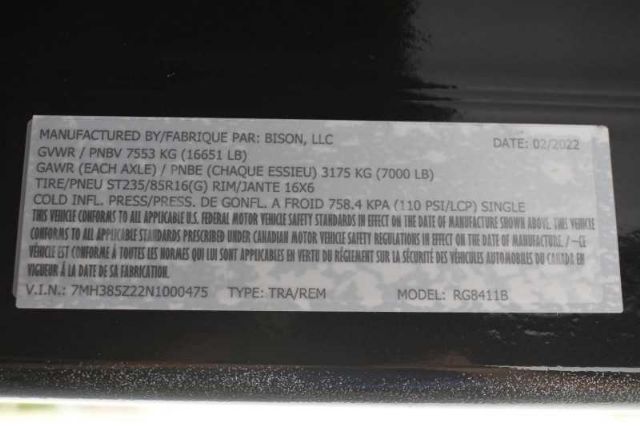 MANUFACTURED BY/FABRIQUE PAR: BISON, LLC DATE: 02/2022
GVWR / PNBV 7553 KG (16651 LB)
GAWR (EACH AXLE) / PNBE (CHAQUE ESSIEU) 3175 KG (7000 LB)
TIRE/PNEU ST235/85R16(G) RIM/JANTE 16X6
COLD INFL. PRESS/PRESS. DE GONFL. A FROID 758.4 KPA (110 PSI/LCP) SINGLE
THIS VEHICLE CONFORMS TO ALL APPLICABLE U.S. FEDERAL MOTOR VEHICLE SAFETY STANDARDS IN EFFECT ON THE DATE OF MANUFACTURE SHOWN ABOVE. THIS VEHICLE
CONFORMS TO ALL APPLICABLE STANDARDS PRESCRIBED UNDER CANADIAN MOTOR VEHICLE SAFETY REGULATIONS IN EFFECT ON THE DATE OF MANUFACTURE. /-CE
VÉHICLE EST CONFORME À TOUTES LES NORMES QUI LUI SONT APPLICABLES EN VERTU DU RÈGLEMENT SUR LA SÉCURITÉ DES VÉHICLES AUTOMOBILES DU CANADA EN
VIGUEUR À LA DATE DE SA FABRICATION.
V.I.N.: 7MH385Z22N1000475 TYPE: TRA/REM MODEL: RG8411B